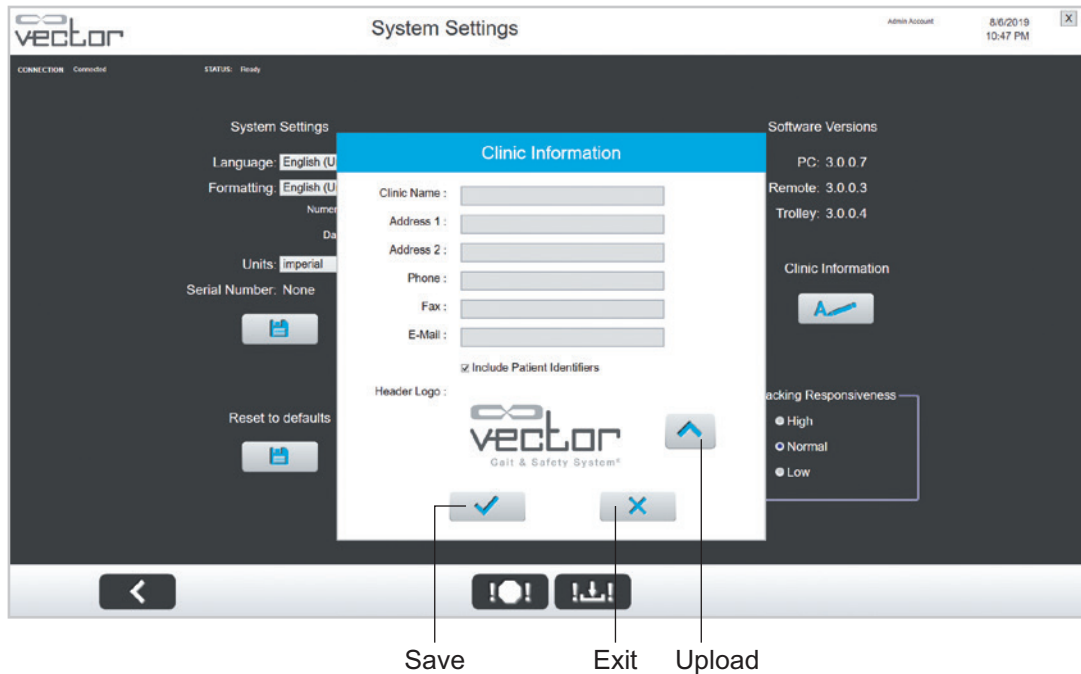 vector
System Settings
Admin Account
8/6/2019
10:47 PM
X
CONNECTION Connected
STATUS: Ready
System Settings
Language: English (U
Formatting: English (U
Numer
Da
Units: imperial
Serial Number: None
Reset to defaults
Clinic Information
Clinic Name :
Address 1 :
Address 2 :
Phone :
Fax :
E-Mail :
Include Patient Identifiers
Header Logo :
vector
Gait & Safety System®
Software Versions
PC: 3.0.0.7
Remote: 3.0.0.3
Trolley: 3.0.0.4
Clinic Information
A
acking Responsiveness
High
Normal
Low
! !
! !
Save
Exit
Upload